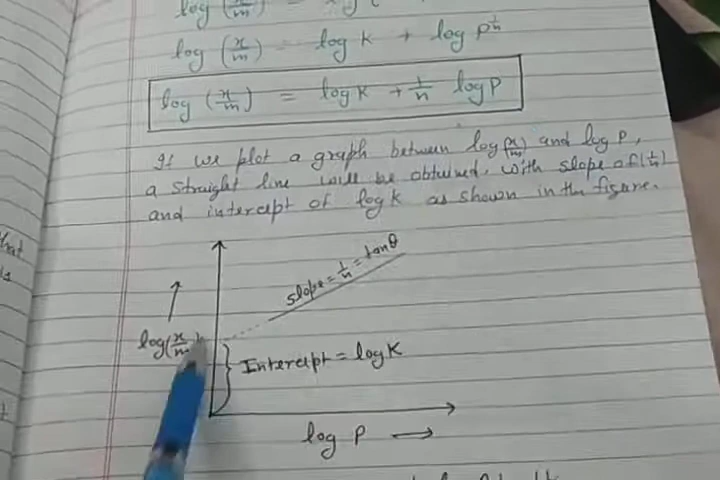 log (x/m) =
log (x/m) = log K + log P^1/n
log (x/m) = log K + 1/n log P
If we plot a graph between log (x/m) and log P,
a straight line will be obtained, with slope of (1/n)
and intercept of log K as shown in the figure.
slope = 1/n = tan θ
log (x/m)
Intercept = log K
log P